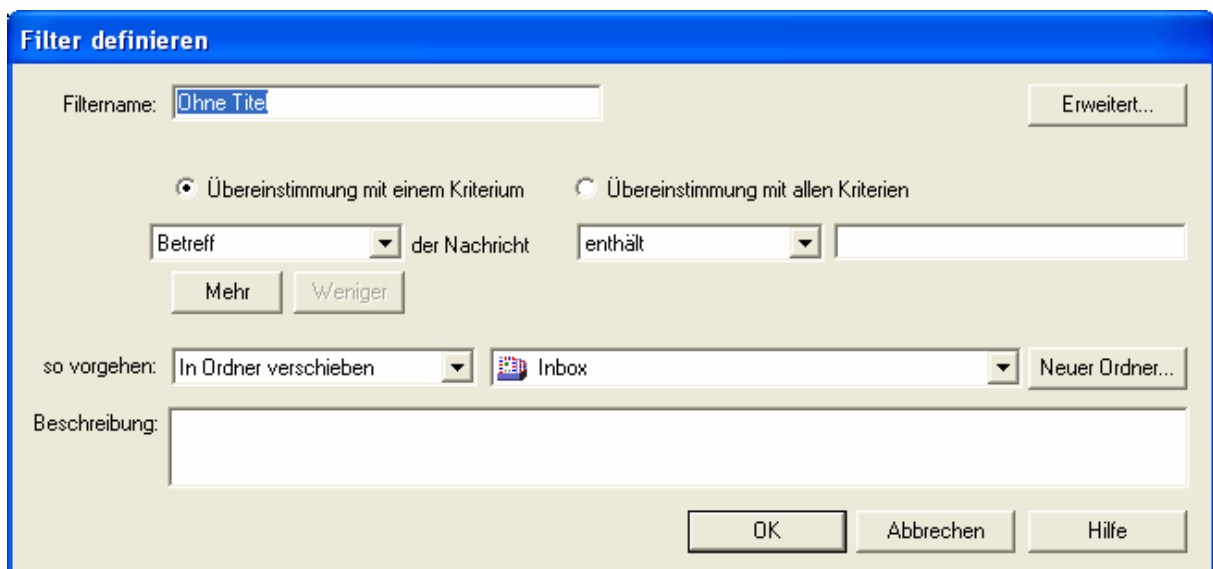 Filter definieren
Filtername: Ohne Titel Erweitert...
Übereinstimmung mit einem Kriterium Übereinstimmung mit allen Kriterien
Betreff der Nachricht enthält
Mehr Weniger
so vorgehen: In Ordner verschieben Inbox Neuer Ordner...
Beschreibung:
OK Abbrechen Hilfe